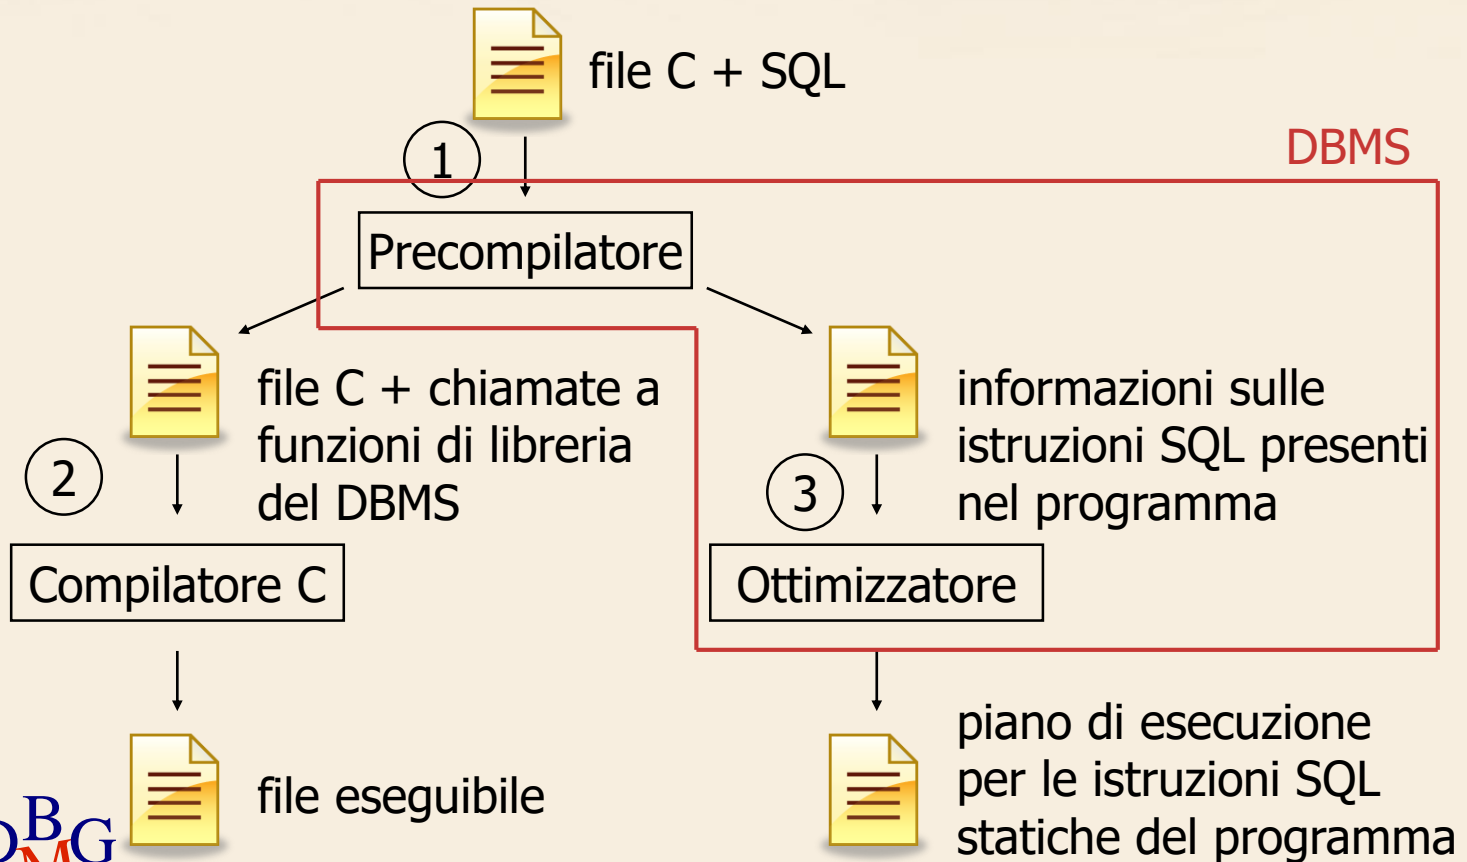 file C + SQL
DBMS
1
Precompilatore
file C + chiamate a
funzioni di libreria
del DBMS
informazioni sulle
istruzioni SQL presenti
nel programma
2
3
Compilatore C
Ottimizzatore
file eseguibile
piano di esecuzione
per le istruzioni SQL
statiche del programma
DBMG